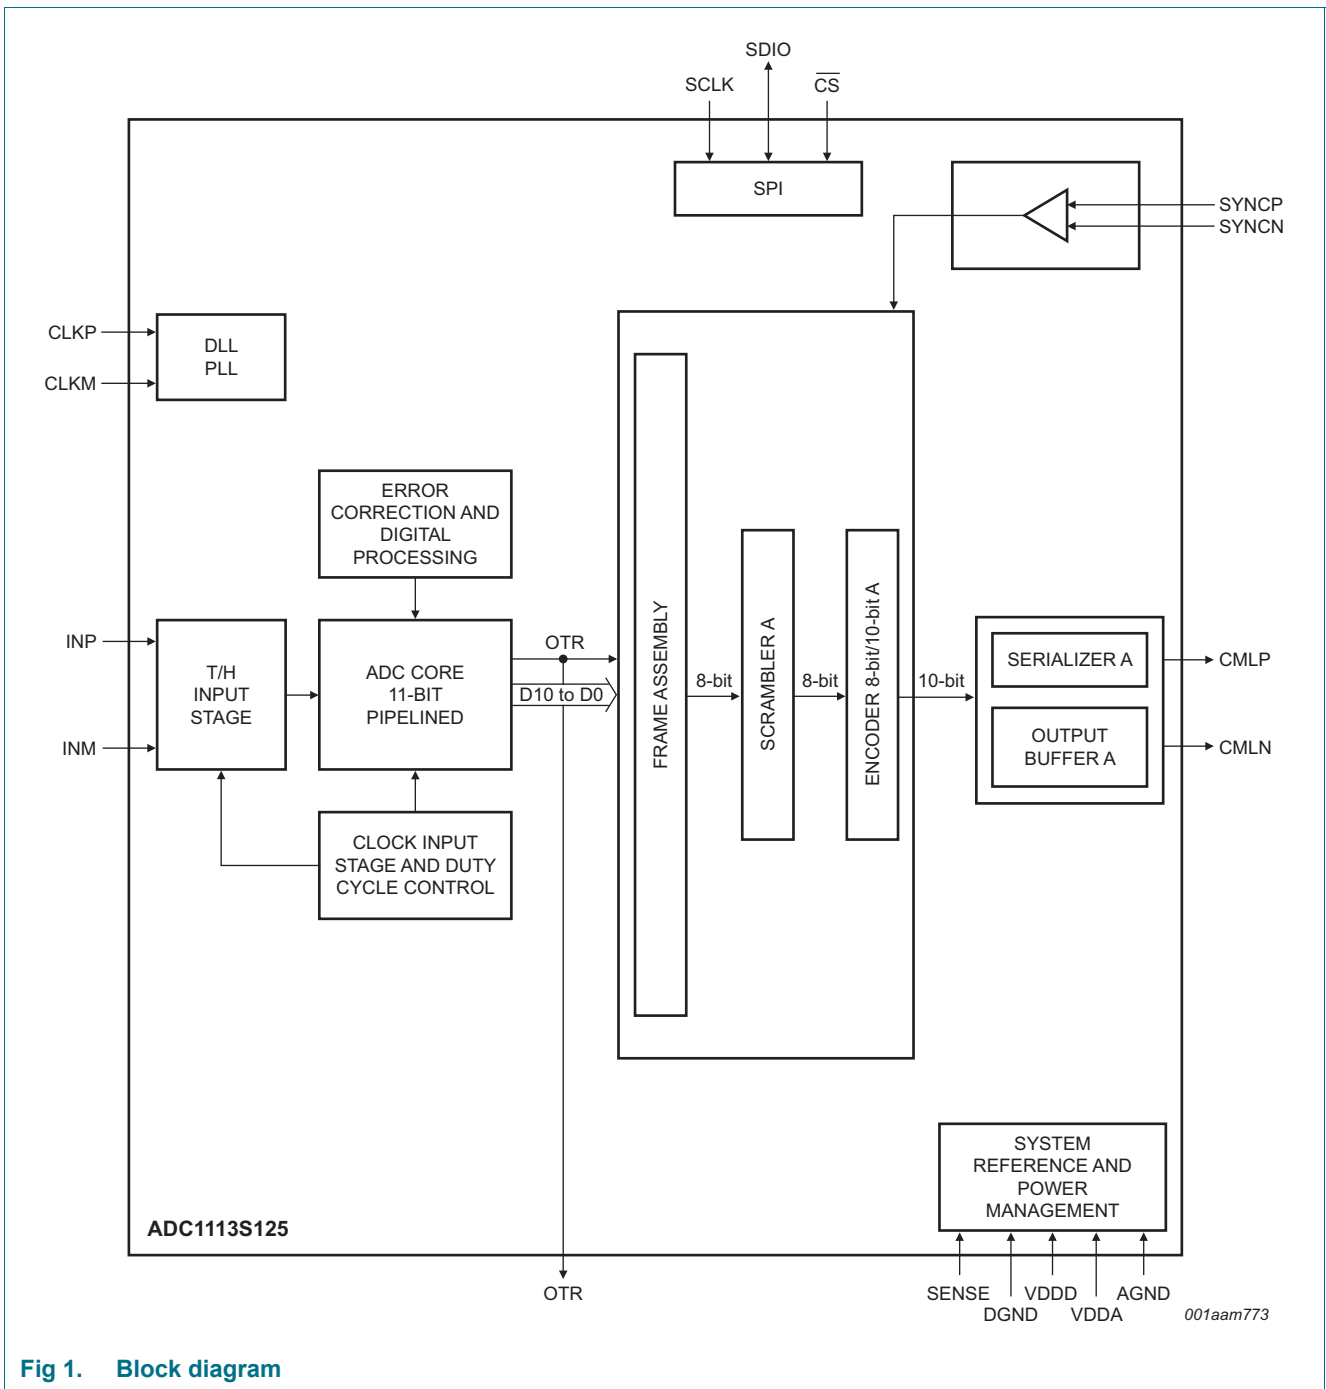 SDIO
SCLK
CS
SPI
SYNCP
SYNCN
CLKP
CLKM
DLL
PLL
ERROR
CORRECTION AND
DIGITAL
PROCESSING
INP
INM
T/H
INPUT
STAGE
ADC CORE
11-BIT
PIPELINED
OTR
D10 to D0
CLOCK INPUT
STAGE AND DUTY
CYCLE CONTROL
FRAME ASSEMBLY
8-bit
SCRAMBLER A
8-bit
ENCODER 8-bit/10-bit A
10-bit
SERIALIZER A
OUTPUT
BUFFER A
CMLP
CMLN
SYSTEM
REFERENCE AND
POWER
MANAGEMENT
ADC1113S125
OTR
SENSE
DGND
VDDD
VDDA
AGND
001aam773
Fig 1. Block diagram